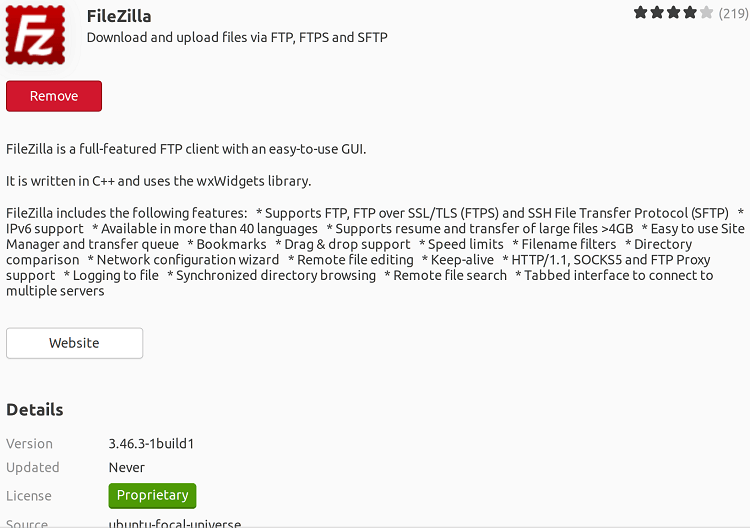 FileZilla
(219)
Download and upload files via FTP, FTPS and SFTP
Remove
FileZilla is a full-featured FTP client with an easy-to-use GUI.
It is written in C++ and uses the wxWidgets library.
FileZilla includes the following features:   * Supports FTP, FTP over SSL/TLS (FTPS) and SSH File Transfer Protocol (SFTP)   *
IPv6 support   * Available in more than 40 languages   * Supports resume and transfer of large files >4GB   * Easy to use Site
Manager and transfer queue   * Bookmarks   * Drag & drop support   * Speed limits   * Filename filters   * Directory
comparison   * Network configuration wizard   * Remote file editing   * Keep-alive   * HTTP/1.1, SOCKS5 and FTP Proxy
support   * Logging to file   * Synchronized directory browsing   * Remote file search   * Tabbed interface to connect to
multiple servers
Website
Details
Version 3.46.3-1build1
Updated Never
License Proprietary
Source ubuntu-focal-universe